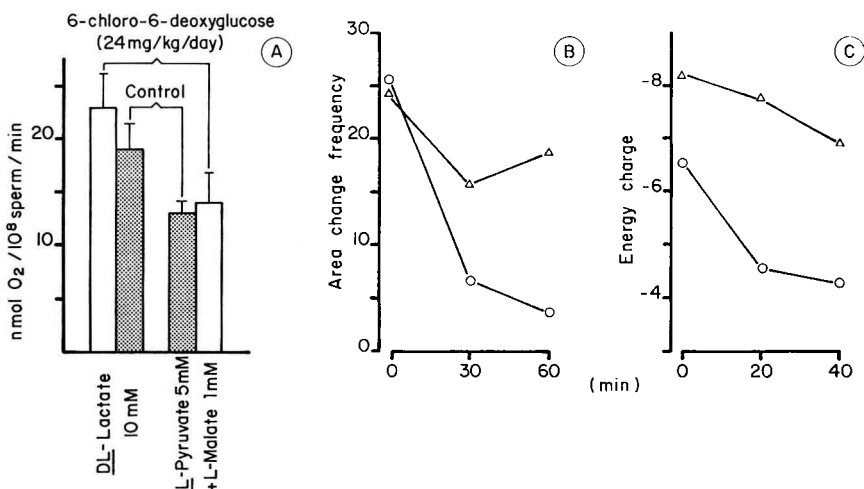 6-chloro-6-deoxyglucose
(24mg/kg/day)
A
Control
nmol O2 /10⁸ sperm / min
20
10
DL-Lactate
10 mM
L-Pyruvate 5mM
+L-Malate 1mM
B
Area change frequency
30
20
10
0
0
30
60
(min)
C
Energy charge
-8
-6
-4
0
20
40